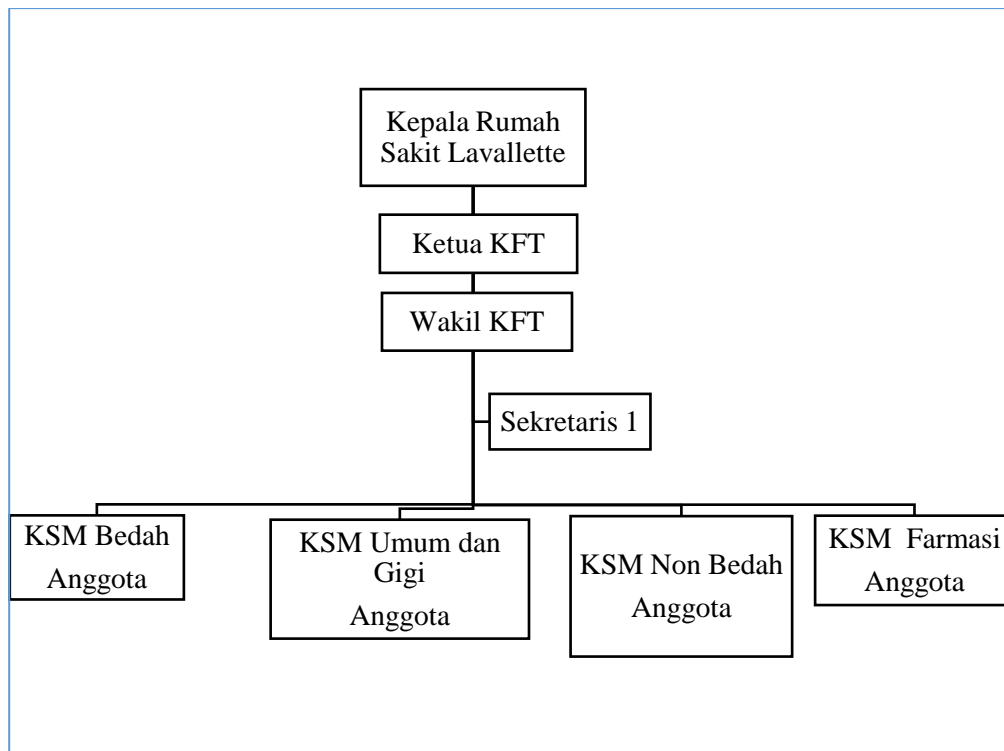 Kepala Rumah
Sakit Lavallette
Ketua KFT
Wakil KFT
Sekretaris 1
KSM Bedah
Anggota
KSM Umum dan
Gigi
Anggota
KSM Non Bedah
Anggota
KSM Farmasi
Anggota